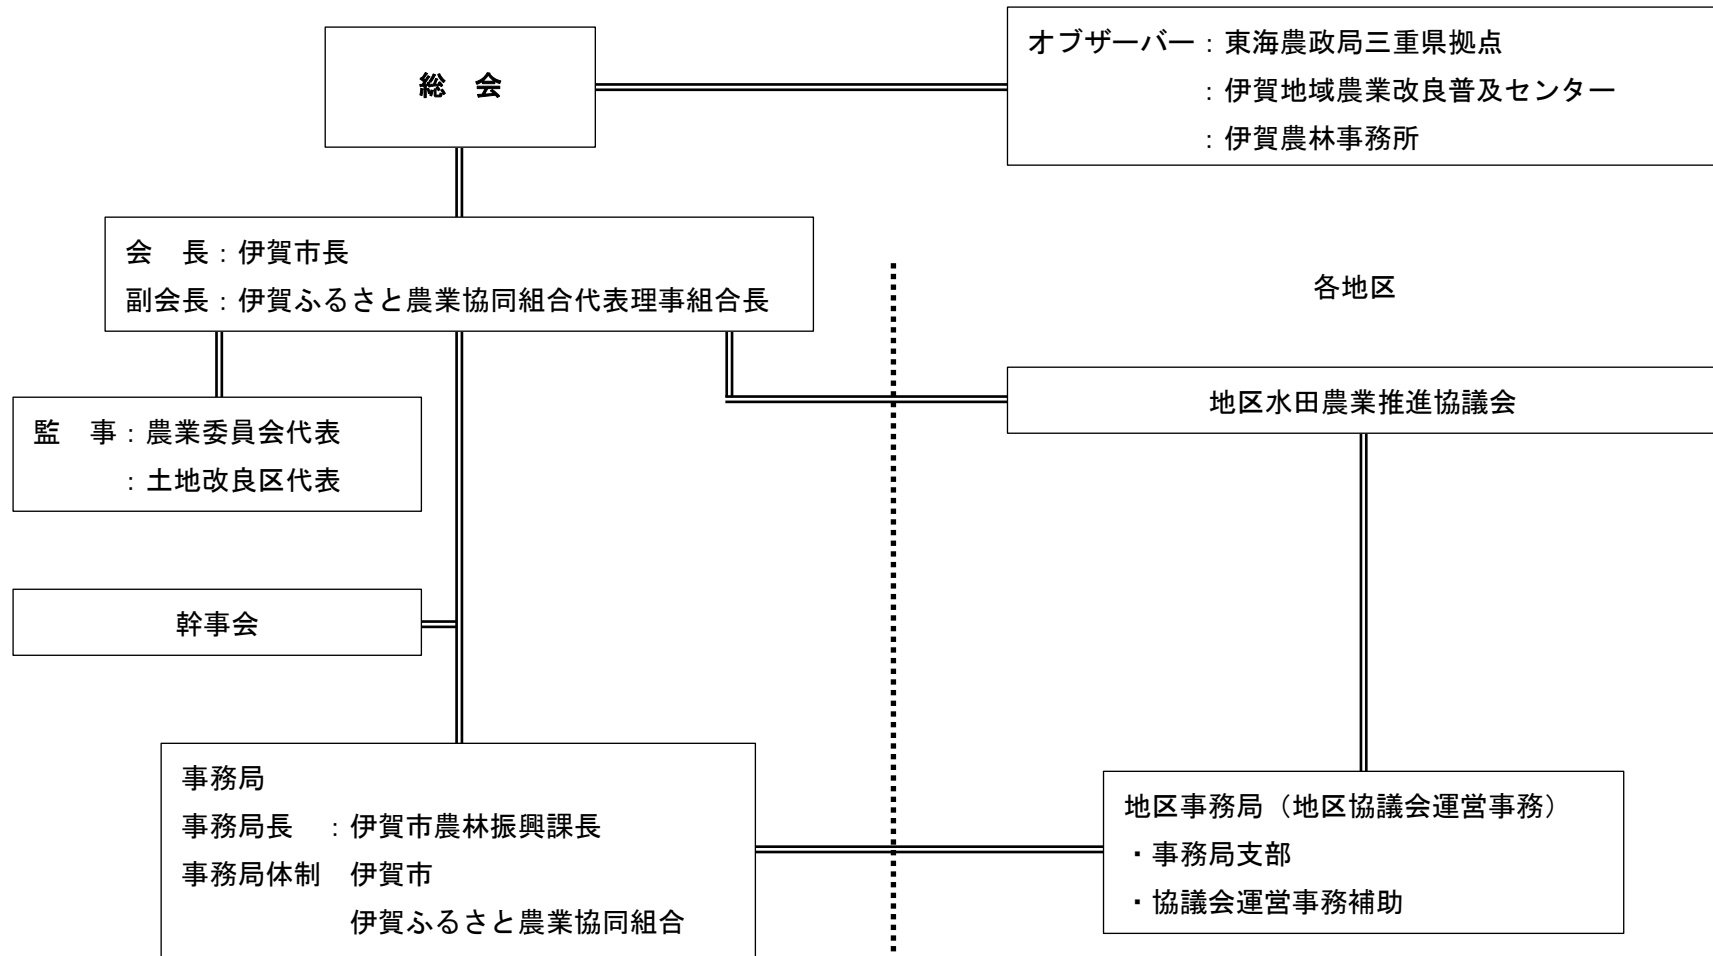 総　会
オブザーバー：東海農政局三重県拠点
：伊賀地域農業改良普及センター
：伊賀農林事務所
会　長：伊賀市長
副会長：伊賀ふるさと農業協同組合代表理事組合長
各地区
監　事：農業委員会代表
：土地改良区代表
地区水田農業推進協議会
幹事会
事務局
事務局長　：伊賀市農林振興課長
事務局体制　伊賀市
伊賀ふるさと農業協同組合
地区事務局（地区協議会運営事務）
・事務局支部
・協議会運営事務補助